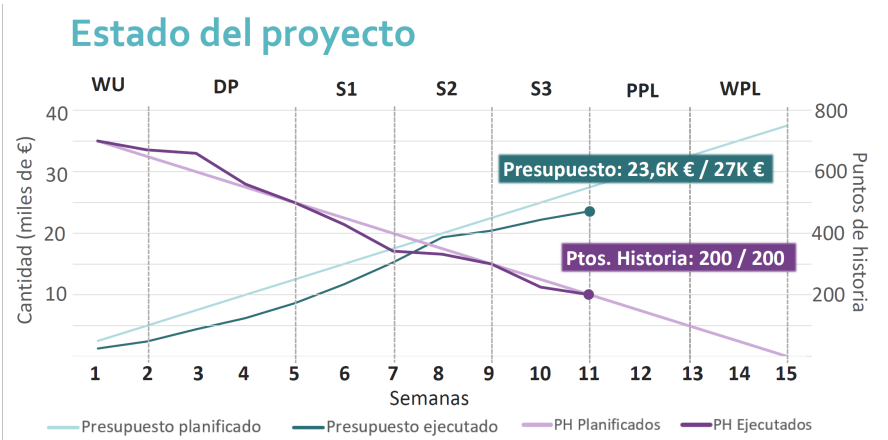 Estado del proyecto
WU DP S1 S2 S3 PPL WPL
40 800
30 600
20 400
10 200
Cantidad (miles de €)
Puntos de historia
Presupuesto: 23,6K € / 27K €
Ptos. Historia: 200 / 200
1 2 3 4 5 6 7 8 9 10 11 12 13 14 15
Semanas
Presupuesto planificado Presupuesto ejecutado PH Planificados PH Ejecutados